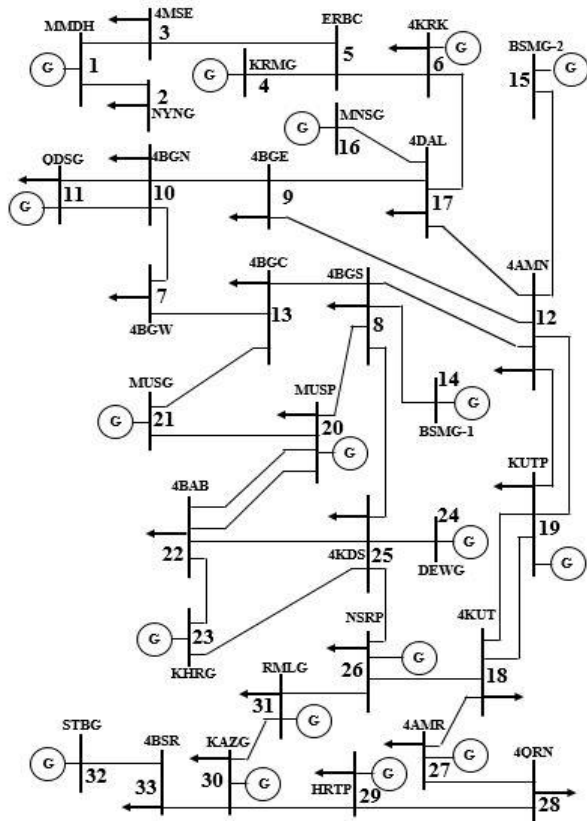 4MSE
MMDH
ERBC
4KRK
BSMG-2
G
3
G
KRMG
5
G
1
G
6
15
2
4
NYNG
MNSG
G
16
4DAL
QDSG
4BGN
4BGE
11
10
9
17
G
4BGC
4BGS
4AMN
7
13
8
12
4BGW
MUSG
MUSP
14
G
21
G
20
BSMG-1
G
KUTP
4BAB
24
19
22
4KDS
25
G
DEWG
G
4KUT
G
23
NSRP
KHRG
26
G
18
RMLG
31
STBG
4BSR
KAZG
G
4AMR
G
4QRN
G
32
33
30
G
HRTP
29
G
27
28